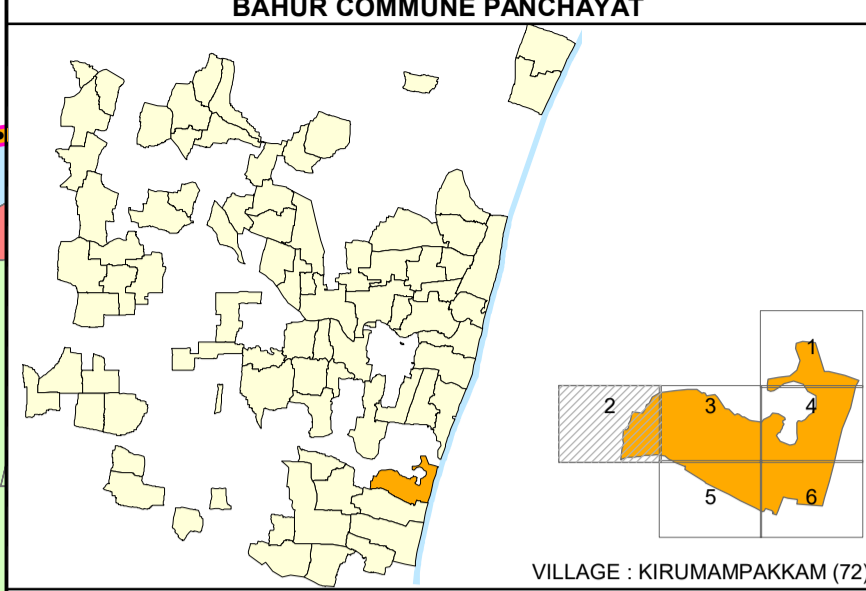 BAHUR COMMUNE PANCHAYAT
1
2 3 4
5 6
VILLAGE : KIRUMAMPAKKAM (72)